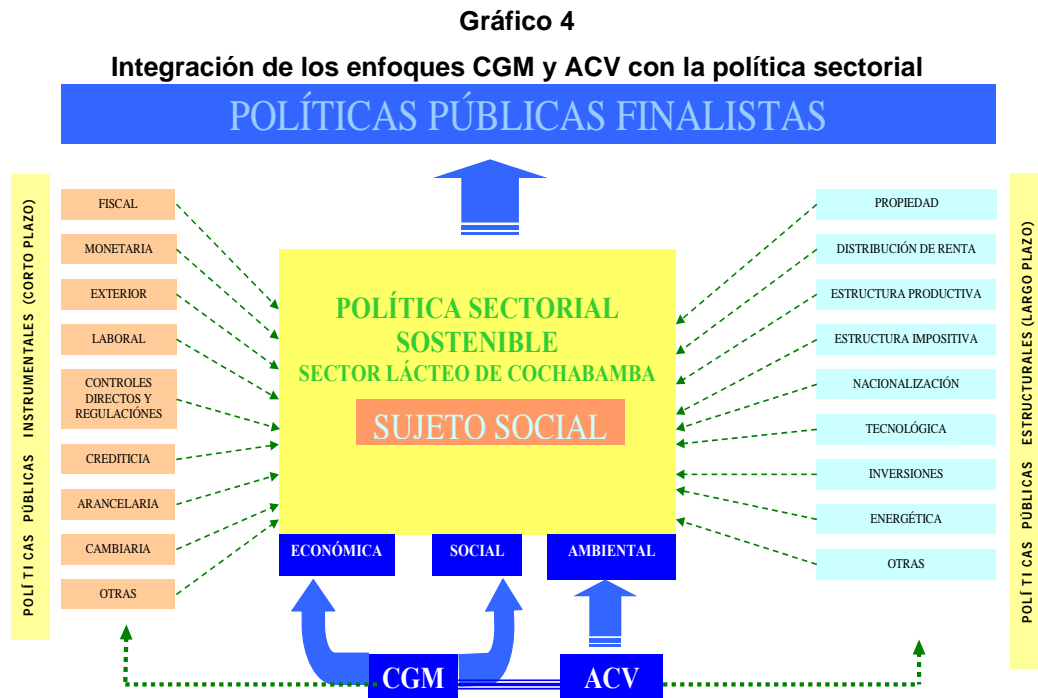 Gráfico 4
Integración de los enfoques CGM y ACV con la política sectorial
POLÍTICAS PÚBLICAS FINALISTAS
POLÍTICAS PÚBLICAS INSTRUMENTALES (CORTO PLAZO)
FISCAL
MONETARIA
EXTERIOR
LABORAL
CONTROLES
DIRECTOS Y
REGULACIÓNES
CREDITICIA
ARANCELARIA
CAMBIARIA
OTRAS
POLÍTICA SECTORIAL
SOSTENIBLE
SECTOR LÁCTEO DE COCHABAMBA
SUJETO SOCIAL
ECONÓMICA
SOCIAL
AMBIENTAL
CGM
ACV
PROPIEDAD
DISTRIBUCIÓN DE RENTA
ESTRUCTURA PRODUCTIVA
ESTRUCTURA IMPOSITIVA
NACIONALIZACIÓN
TECNOLÓGICA
INVERSIONES
ENERGÉTICA
OTRAS
POLÍTICAS PÚBLICAS ESTRUCTURALES (LARGO PLAZO)